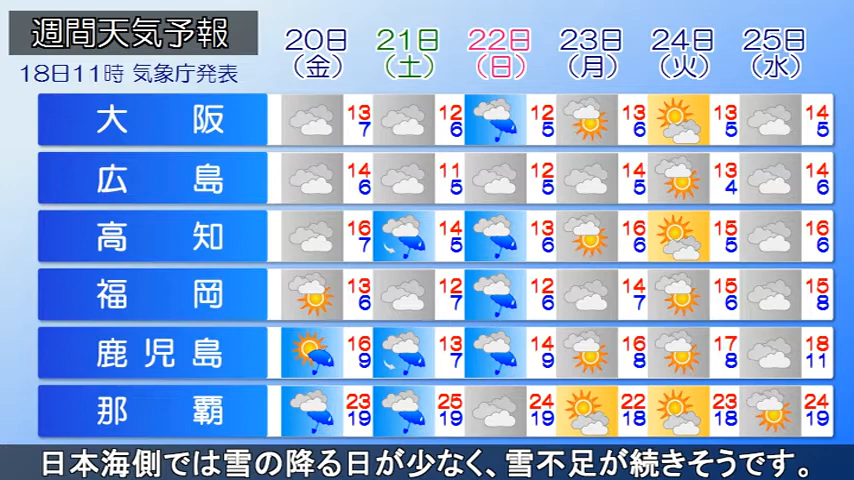 週間天気予報
18日11時 気象庁発表
20日 21日 22日 23日 24日 25日
(金) (土) (日) (月) (火) (水)
大阪 13 7 12 6 12 5 13 6 13 5 14 5
広島 14 6 11 5 12 5 14 5 13 4 14 6
高知 16 7 14 5 13 6 16 6 15 5 16 6
福岡 13 6 12 7 12 6 14 7 15 6 15 8
鹿児島 16 9 13 7 14 9 16 8 17 8 18 11
那覇 23 19 25 19 24 19 22 18 23 18 24 19
日本海側では雪の降る日が少なく、雪不足が続きそうです。